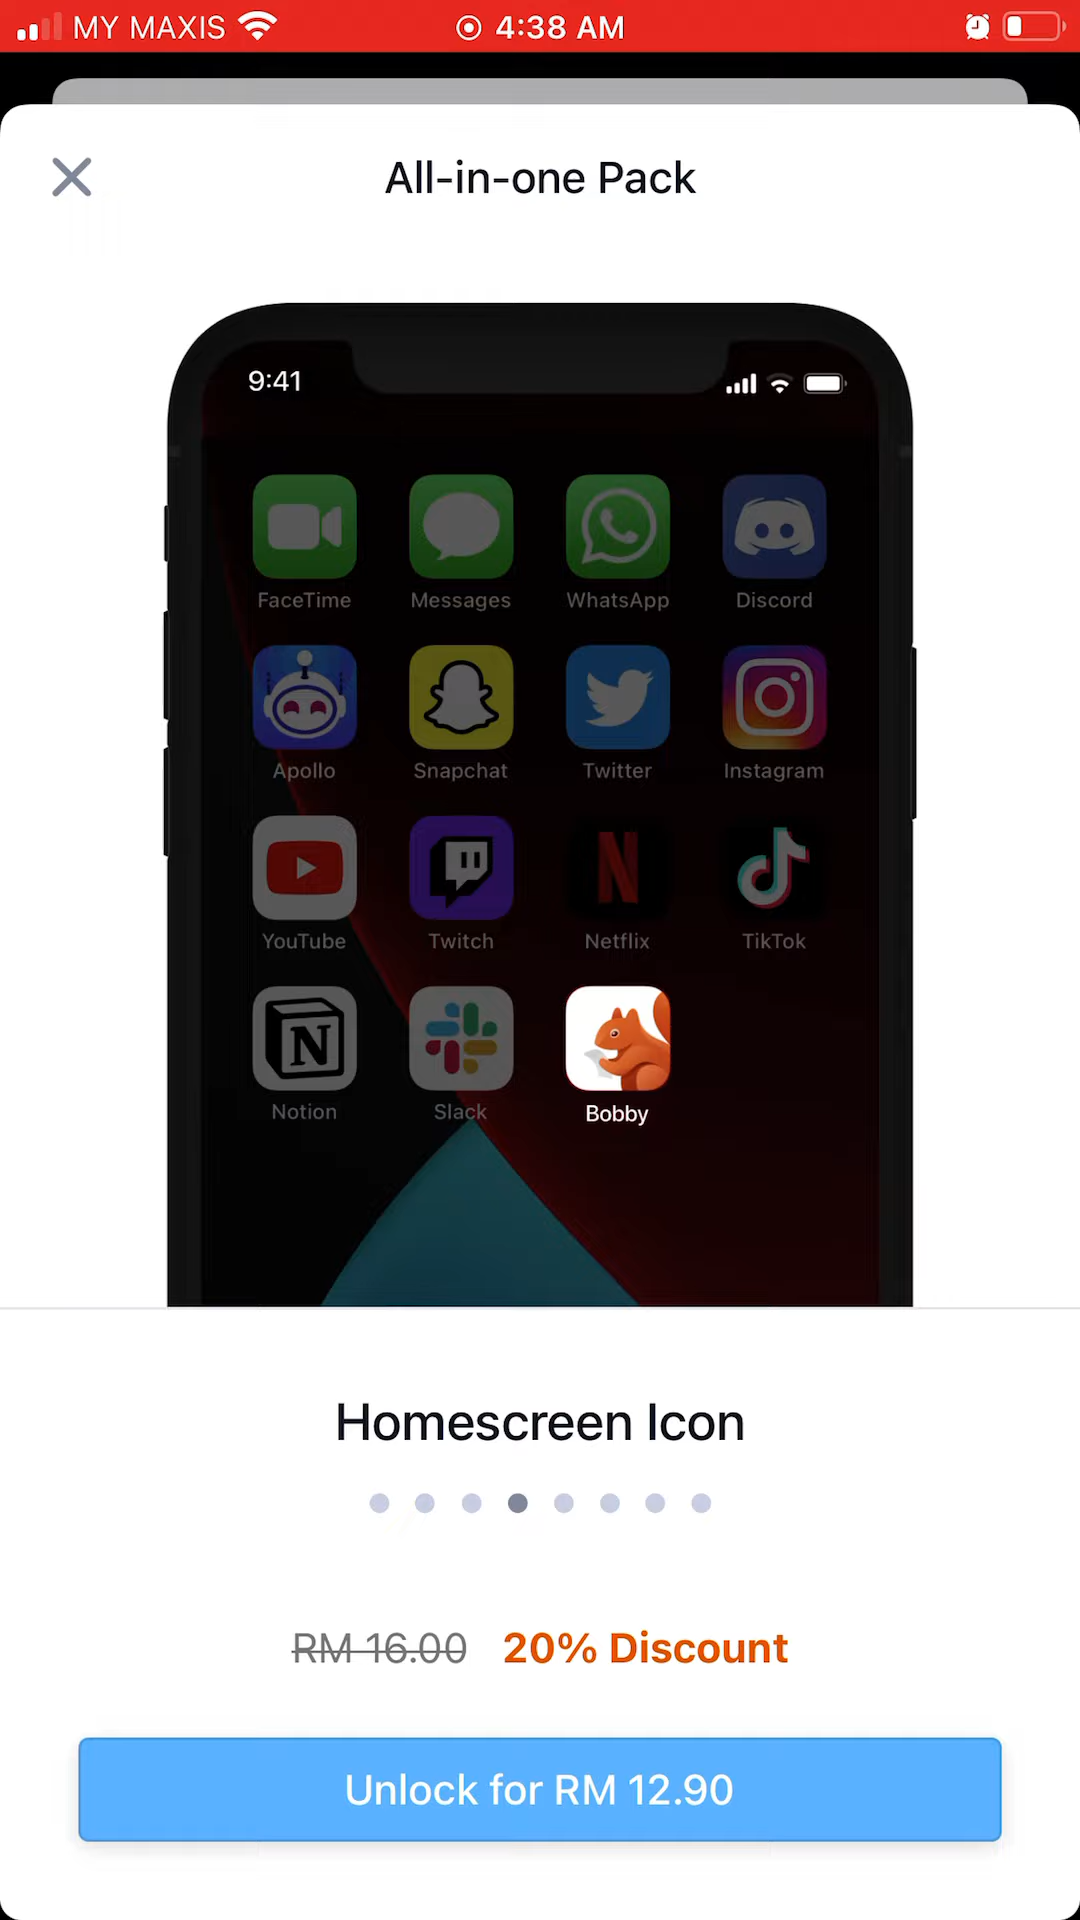 MY MAXIS 4:38 AM
All-in-one Pack
9:41
FaceTime Messages WhatsApp Discord
Apollo Snapchat Twitter Instagram
YouTube Twitch Netflix TikTok
Notion Slack Bobby
Homescreen Icon
RM 16.00 20% Discount
Unlock for RM 12.90